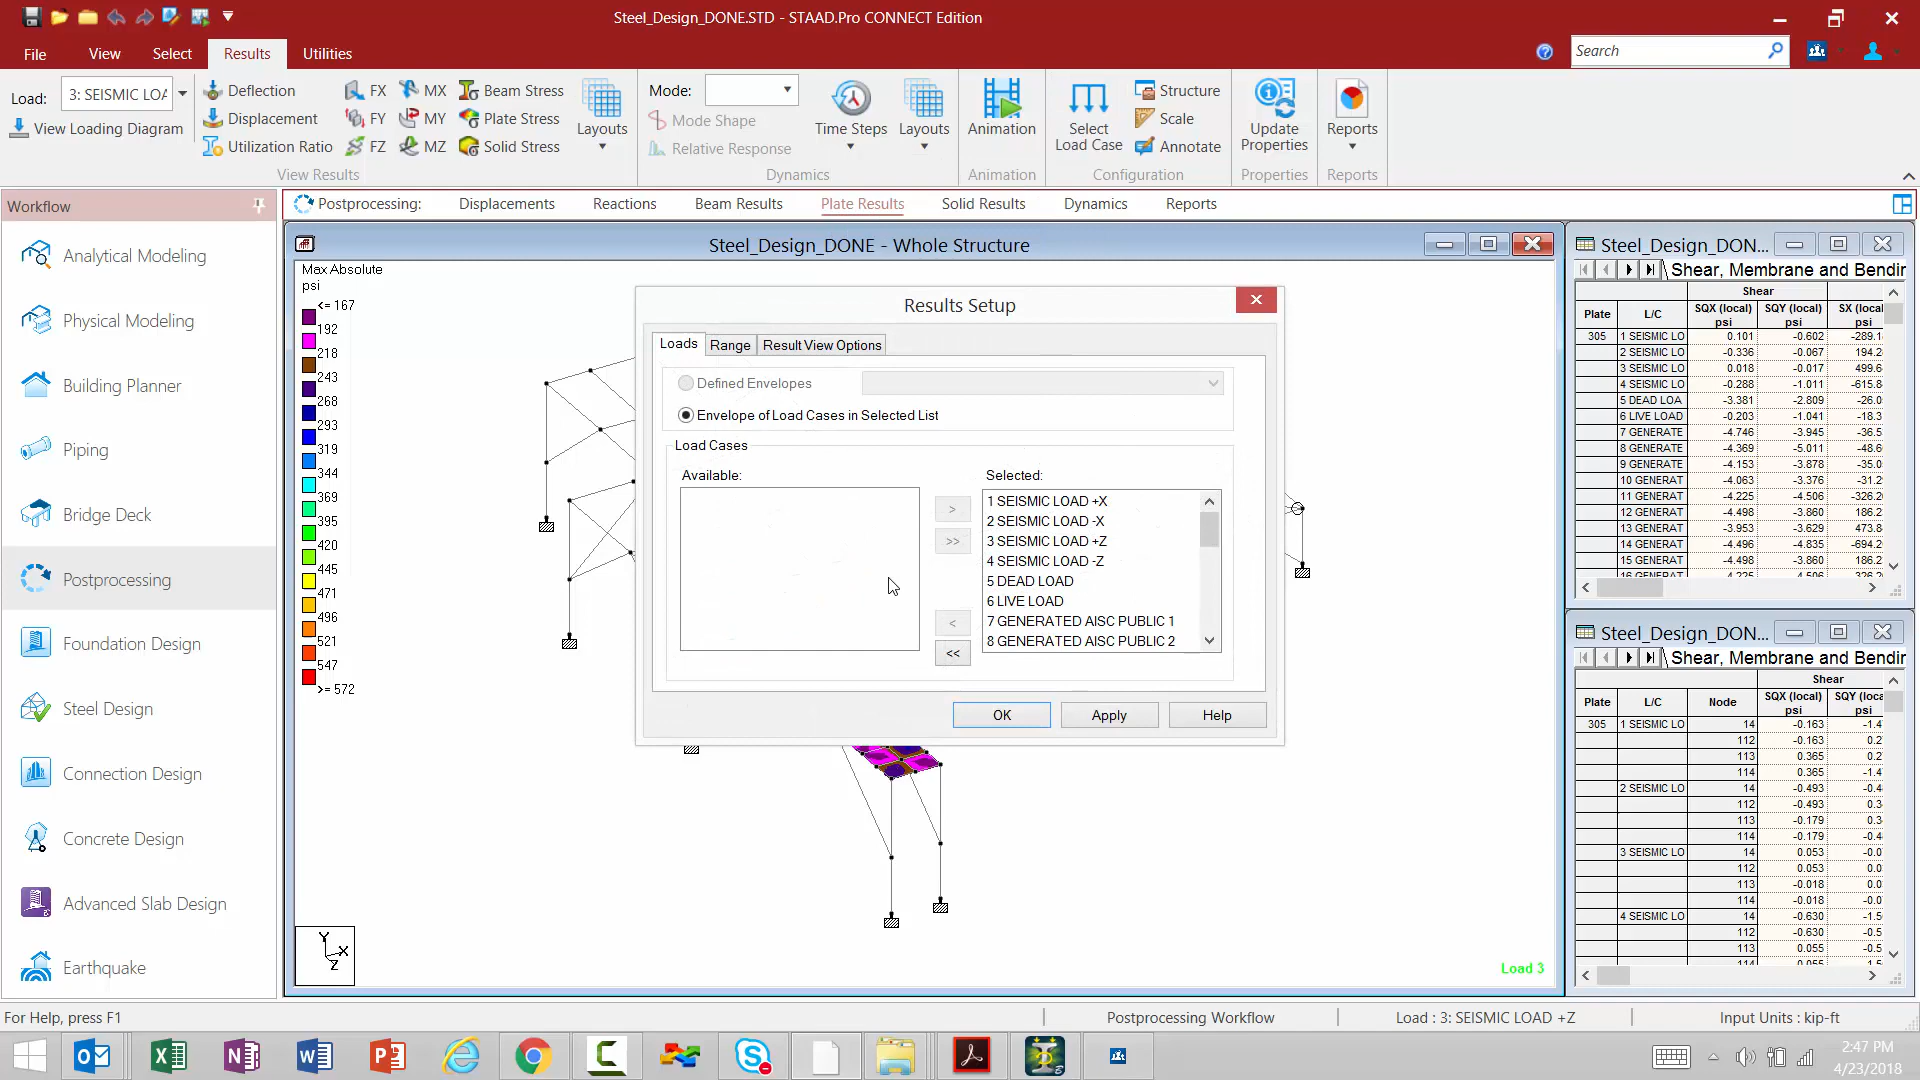 Steel_Design_DONE.STD - STAAD.Pro CONNECT Edition
File View Select Results Utilities
Search
Load: 3: SEISMIC LOA
View Loading Diagram
Deflection
Displacement
Utilization Ratio
FX MX Beam Stress
FY MY Plate Stress
FZ MZ Solid Stress
Layouts
View Results
Mode:
Mode Shape
Relative Response
Time Steps
Layouts
Dynamics
Animation
Animation
Select Load Case
Structure
Scale
Annotate
Configuration
Update Properties
Properties
Reports
Reports
Workflow
Postprocessing: Displacements Reactions Beam Results Plate Results Solid Results Dynamics Reports
Analytical Modeling
Physical Modeling
Building Planner
Piping
Bridge Deck
Postprocessing
Foundation Design
Steel Design
Connection Design
Concrete Design
Advanced Slab Design
Earthquake
Steel_Design_DONE - Whole Structure
Max Absolute
psi
<= 167
192
218
243
268
293
319
344
369
395
420
445
471
496
521
547
>= 572
Y
X
Z
Load 3
Results Setup
Loads Range Result View Options
Defined Envelopes
Envelope of Load Cases in Selected List
Load Cases
Available: Selected:
>
>>
<
<<
1 SEISMIC LOAD +X
2 SEISMIC LOAD -X
3 SEISMIC LOAD +Z
4 SEISMIC LOAD -Z
5 DEAD LOAD
6 LIVE LOAD
7 GENERATED AISC PUBLIC 1
8 GENERATED AISC PUBLIC 2
OK Apply Help
Steel_Design_DON...
Shear, Membrane and Bendir
Shear
Plate L/C SQX (local) psi SQY (local) psi SX (local) psi
305 1 SEISMIC LO 0.101 -0.602 -289.1
2 SEISMIC LO -0.336 -0.067 194.2
3 SEISMIC LO 0.018 -0.017 499.6
4 SEISMIC LO -0.288 -1.011 -615.8
5 DEAD LOA -3.381 -2.809 -26.0
6 LIVE LOAD -0.203 -1.041 -18.3
7 GENERATE -4.746 -3.945 -36.5
8 GENERAT -4.369 -5.011 -48.6
9 GENERAT -4.153 -3.878 -35.0
10 GENERAT -4.063 -3.376 -31.2
11 GENERAT -4.225 -4.506 -326.2
12 GENERAT -4.498 -3.860 186.2
13 GENERAT -3.953 -3.629 473.8
14 GENERAT -4.496 -4.835 -694.2
15 GENERAT -4.498 -3.860 186.2
Steel_Design_DON...
Shear, Membrane and Bendir
Shear
Plate L/C Node SQX (local) psi SQY (loca psi
305 1 SEISMIC LO 14 -0.163 -1.4
112 -0.163 0.2
113 0.365 0.2
114 0.365 -1.4
2 SEISMIC LO 14 -0.493 -0.4
112 -0.493 0.3
113 -0.179 0.3
114 -0.179 -0.4
3 SEISMIC LO 14 0.053 -0.0
112 0.053 0.0
113 -0.018 0.0
114 -0.018 -0.0
4 SEISMIC LO 14 -0.630 -1.5
112 -0.630 -0.5
113 0.055 -0.5
For Help, press F1
Postprocessing Workflow
Load : 3: SEISMIC LOAD +Z
Input Units : kip-ft
2:47 PM
4/23/2018